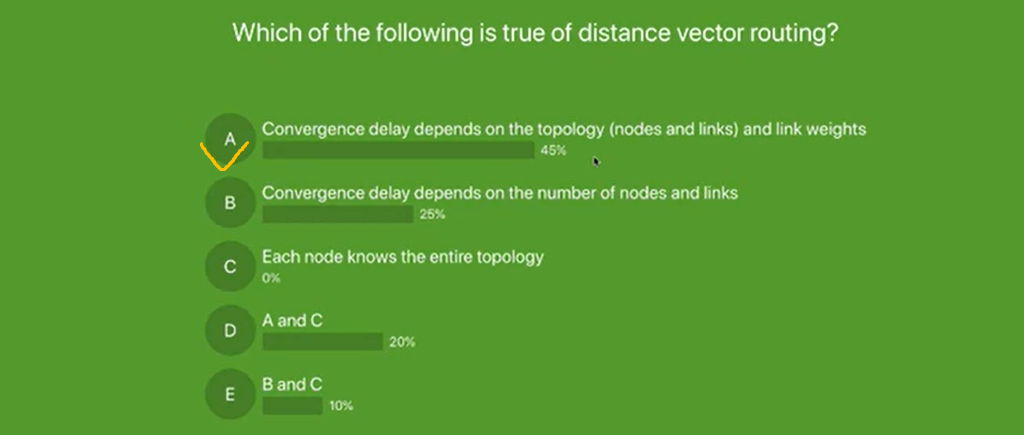 Which of the following is true of distance vector routing?
A
Convergence delay depends on the topology (nodes and links) and link weights
45%
B
Convergence delay depends on the number of nodes and links
25%
C
Each node knows the entire topology
0%
D
A and C
20%
E
B and C
10%